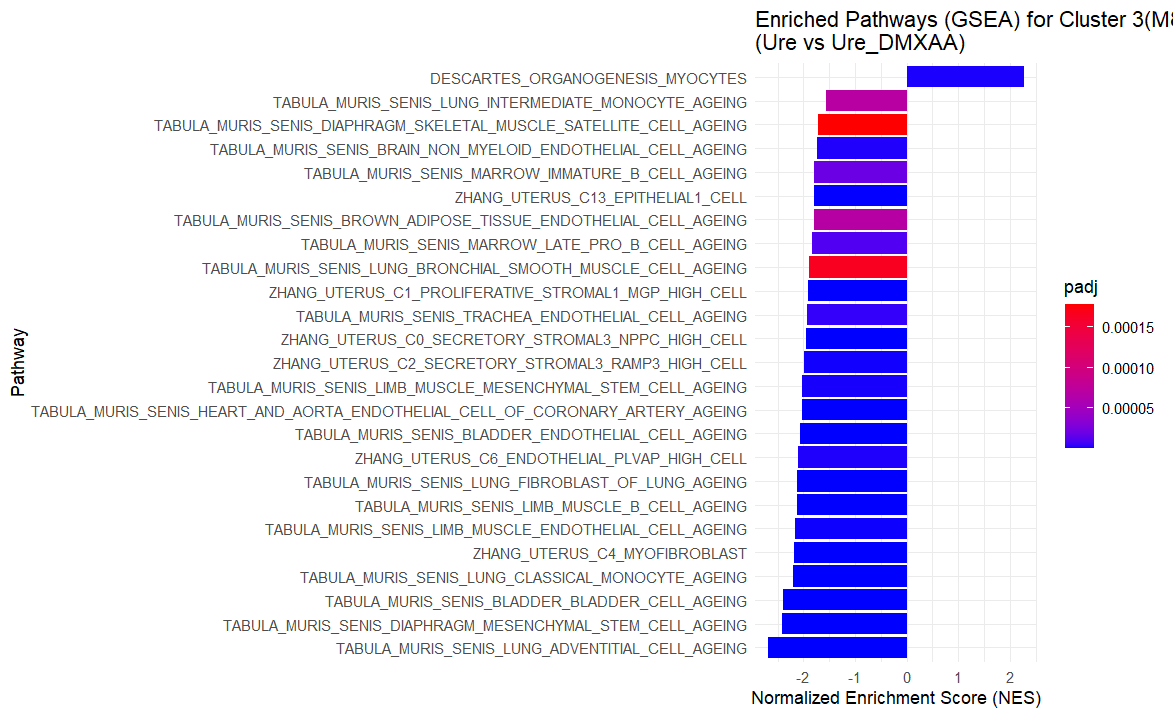 Enriched Pathways (GSEA) for Cluster 3(M8
(Ure vs Ure_DMXAA)
DESCARTES_ORGANOGENESIS_MYOCYTES
TABULA_MURIS_SENIS_LUNG_INTERMEDIATE_MONOCYTE_AGEING
TABULA_MURIS_SENIS_DIAPHRAGM_SKELETAL_MUSCLE_SATELLITE_CELL_AGEING
TABULA_MURIS_SENIS_BRAIN_NON_MYELOID_ENDOTHELIAL_CELL_AGEING
TABULA_MURIS_SENIS_MARROW_IMMATURE_B_CELL_AGEING
ZHANG_UTERUS_C13_EPITHELIAL1_CELL
TABULA_MURIS_SENIS_BROWN_ADIPOSE_TISSUE_ENDOTHELIAL_CELL_AGEING
TABULA_MURIS_SENIS_MARROW_LATE_PRO_B_CELL_AGEING
TABULA_MURIS_SENIS_LUNG_BRONCHIAL_SMOOTH_MUSCLE_CELL_AGEING
ZHANG_UTERUS_C1_PROLIFERATIVE_STROMAL1_MGP_HIGH_CELL
TABULA_MURIS_SENIS_TRACHEA_ENDOTHELIAL_CELL_AGEING
ZHANG_UTERUS_C0_SECRETORY_STROMAL3_NPPC_HIGH_CELL
ZHANG_UTERUS_C2_SECRETORY_STROMAL3_RAMP3_HIGH_CELL
TABULA_MURIS_SENIS_LIMB_MUSCLE_MESENCHYMAL_STEM_CELL_AGEING
TABULA_MURIS_SENIS_HEART_AND_AORTA_ENDOTHELIAL_CELL_OF_CORONARY_ARTERY_AGEING
TABULA_MURIS_SENIS_BLADDER_ENDOTHELIAL_CELL_AGEING
ZHANG_UTERUS_C6_ENDOTHELIAL_PLVAP_HIGH_CELL
TABULA_MURIS_SENIS_LUNG_FIBROBLAST_OF_LUNG_AGEING
TABULA_MURIS_SENIS_LIMB_MUSCLE_B_CELL_AGEING
TABULA_MURIS_SENIS_LIMB_MUSCLE_ENDOTHELIAL_CELL_AGEING
ZHANG_UTERUS_C4_MYOFIBROBLAST
TABULA_MURIS_SENIS_LUNG_CLASSICAL_MONOCYTE_AGEING
TABULA_MURIS_SENIS_BLADDER_BLADDER_CELL_AGEING
TABULA_MURIS_SENIS_DIAPHRAGM_MESENCHYMAL_STEM_CELL_AGEING
TABULA_MURIS_SENIS_LUNG_ADVENTITIAL_CELL_AGEING
Pathway
-2 -1 0 1 2
Normalized Enrichment Score (NES)
padj
0.00015
0.00010
0.00005